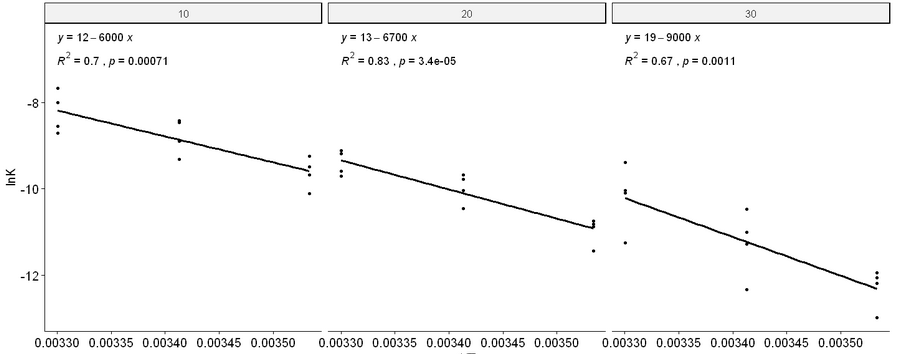 10
20
30
y = 12 – 6000 x
R² = 0.7 , p = 0.00071
y = 13 – 6700 x
R² = 0.83 , p = 3.4e-05
y = 19 – 9000 x
R² = 0.67 , p = 0.0011
lnK
-8
-10
-12
0.00330 0.00335 0.00340 0.00345 0.00350
0.00330 0.00335 0.00340 0.00345 0.00350
0.00330 0.00335 0.00340 0.00345 0.00350